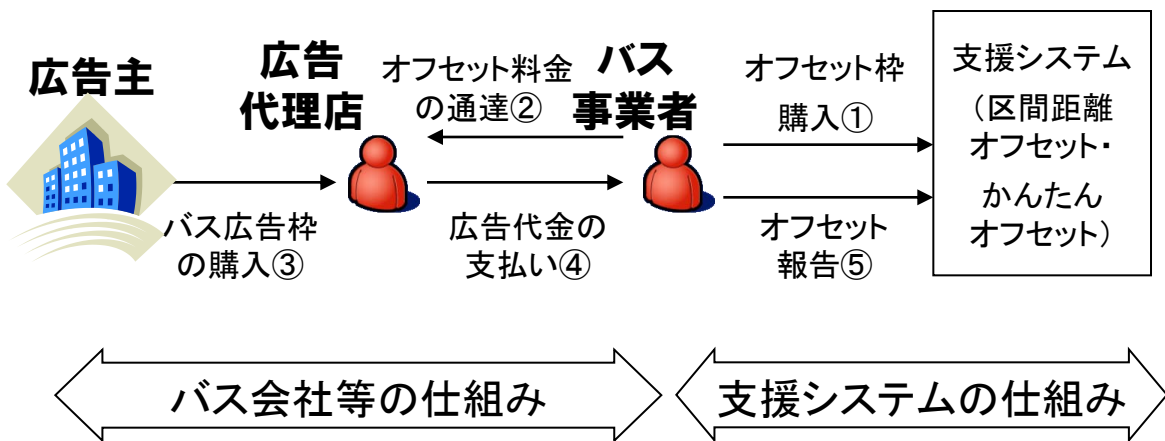 広告主
広告
代理店
オフセット料金
の通達②
バス
事業者
オフセット枠
購入①
支援システム
（区間距離
オフセット・
かんたん
オフセット）
バス広告枠
の購入③
広告代金の
支払い④
オフセット
報告⑤
バス会社等の仕組み
支援システムの仕組み